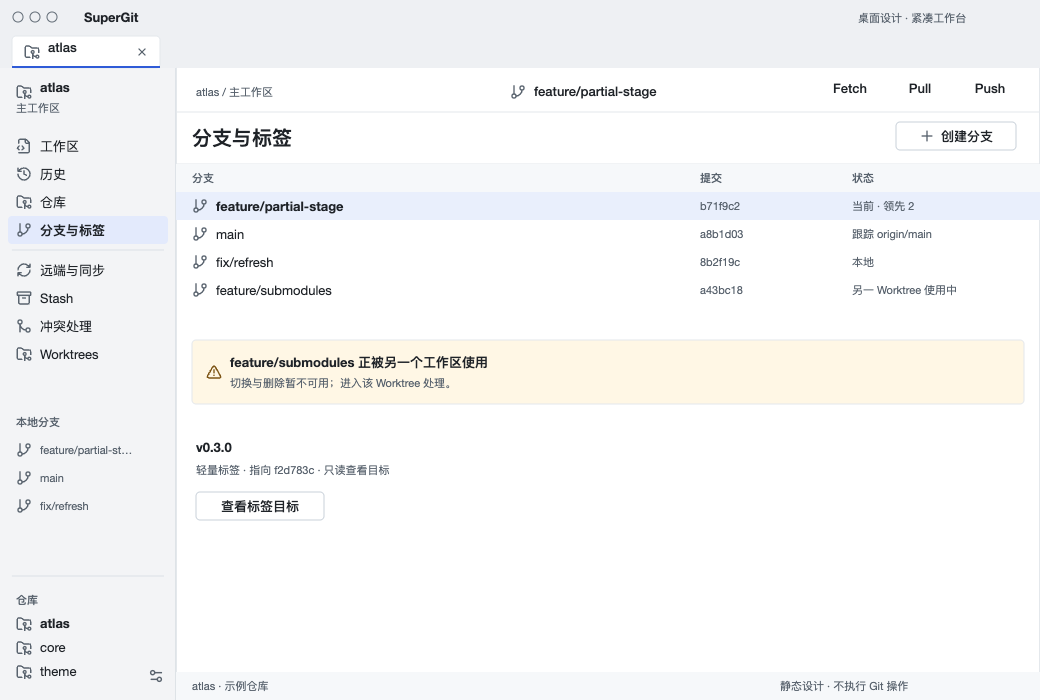 SuperGit
桌面设计 · 紧凑工作台
atlas
atlas
主工作区
工作区
历史
仓库
分支与标签
远端与同步
Stash
冲突处理
Worktrees
本地分支
feature/partial-st...
main
fix/refresh
仓库
atlas
core
theme
atlas / 主工作区
feature/partial-stage
Fetch Pull Push
分支与标签
创建分支
分支 提交 状态
feature/partial-stage b71f9c2 当前 · 领先 2
main a8b1d03 跟踪 origin/main
fix/refresh 8b2f19c 本地
feature/submodules a43bc18 另一 Worktree 使用中
feature/submodules 正被另一个工作区使用
切换与删除暂不可用；进入该 Worktree 处理。
v0.3.0
轻量标签 · 指向 f2d783c · 只读查看目标
查看标签目标
atlas · 示例仓库
静态设计 · 不执行 Git 操作